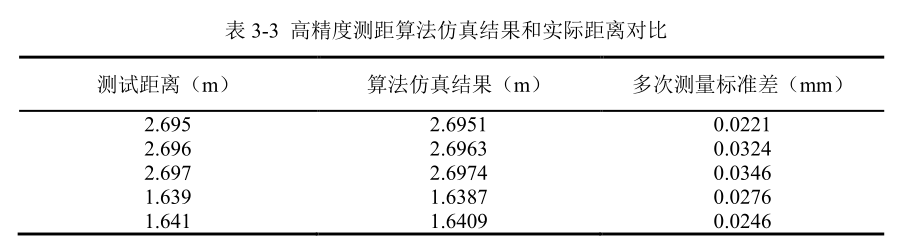 表 3-3 高精度测距算法仿真结果和实际距离对比
测试距离（m） 算法仿真结果（m） 多次测量标准差（mm）
2.695 2.6951 0.0221
2.696 2.6963 0.0324
2.697 2.6974 0.0346
1.639 1.6387 0.0276
1.641 1.6409 0.0246